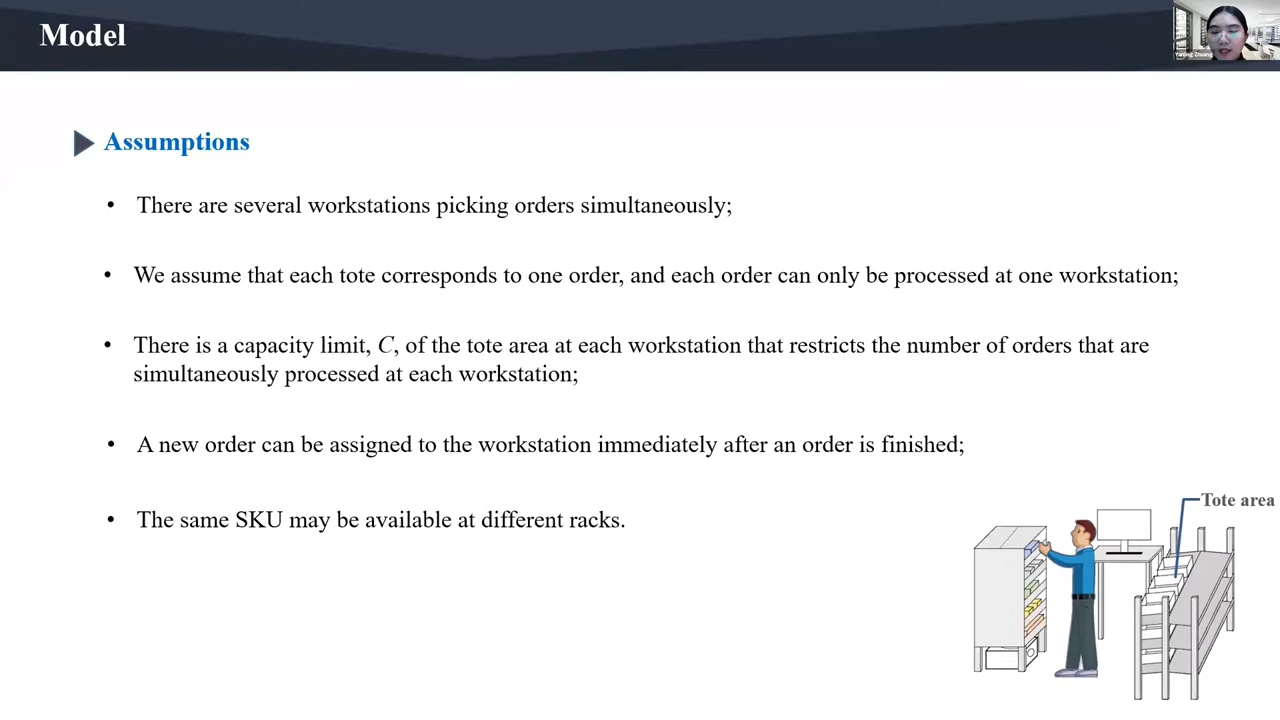 Model
Yanling Zhuang
Assumptions
• There are several workstations picking orders simultaneously;
• We assume that each tote corresponds to one order, and each order can only be processed at one workstation;
• There is a capacity limit, C, of the tote area at each workstation that restricts the number of orders that are
simultaneously processed at each workstation;
• A new order can be assigned to the workstation immediately after an order is finished;
• The same SKU may be available at different racks.
Tote area